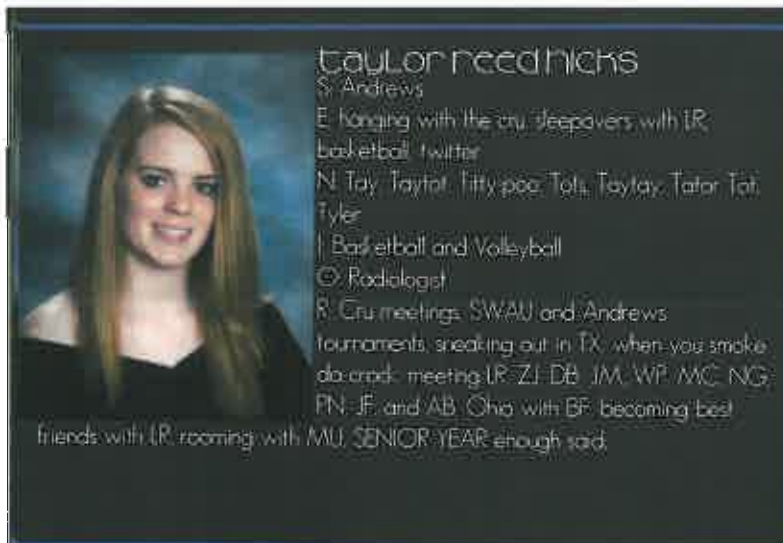 Taylor Reed Hicks
S: Andrews
E: hanging with the cru, sleepovers with LR,
basketball, twitter
N: Tay, Taytot, Titty-poo, Tots, Taytay, Tator Tot,
Tyler
I: Basketball and Volleyball
O: Radiologist
R: Cru meetings, SWAU and Andrews
tournaments, sneaking out in TX, when you smoke
da crack, meeting LR, ZJ, DB, JM, WP, MC, NG,
PN, JF, and AB, Ohio with BF, becoming best
friends with LR, rooming with MU, SENIOR YEAR enough said.